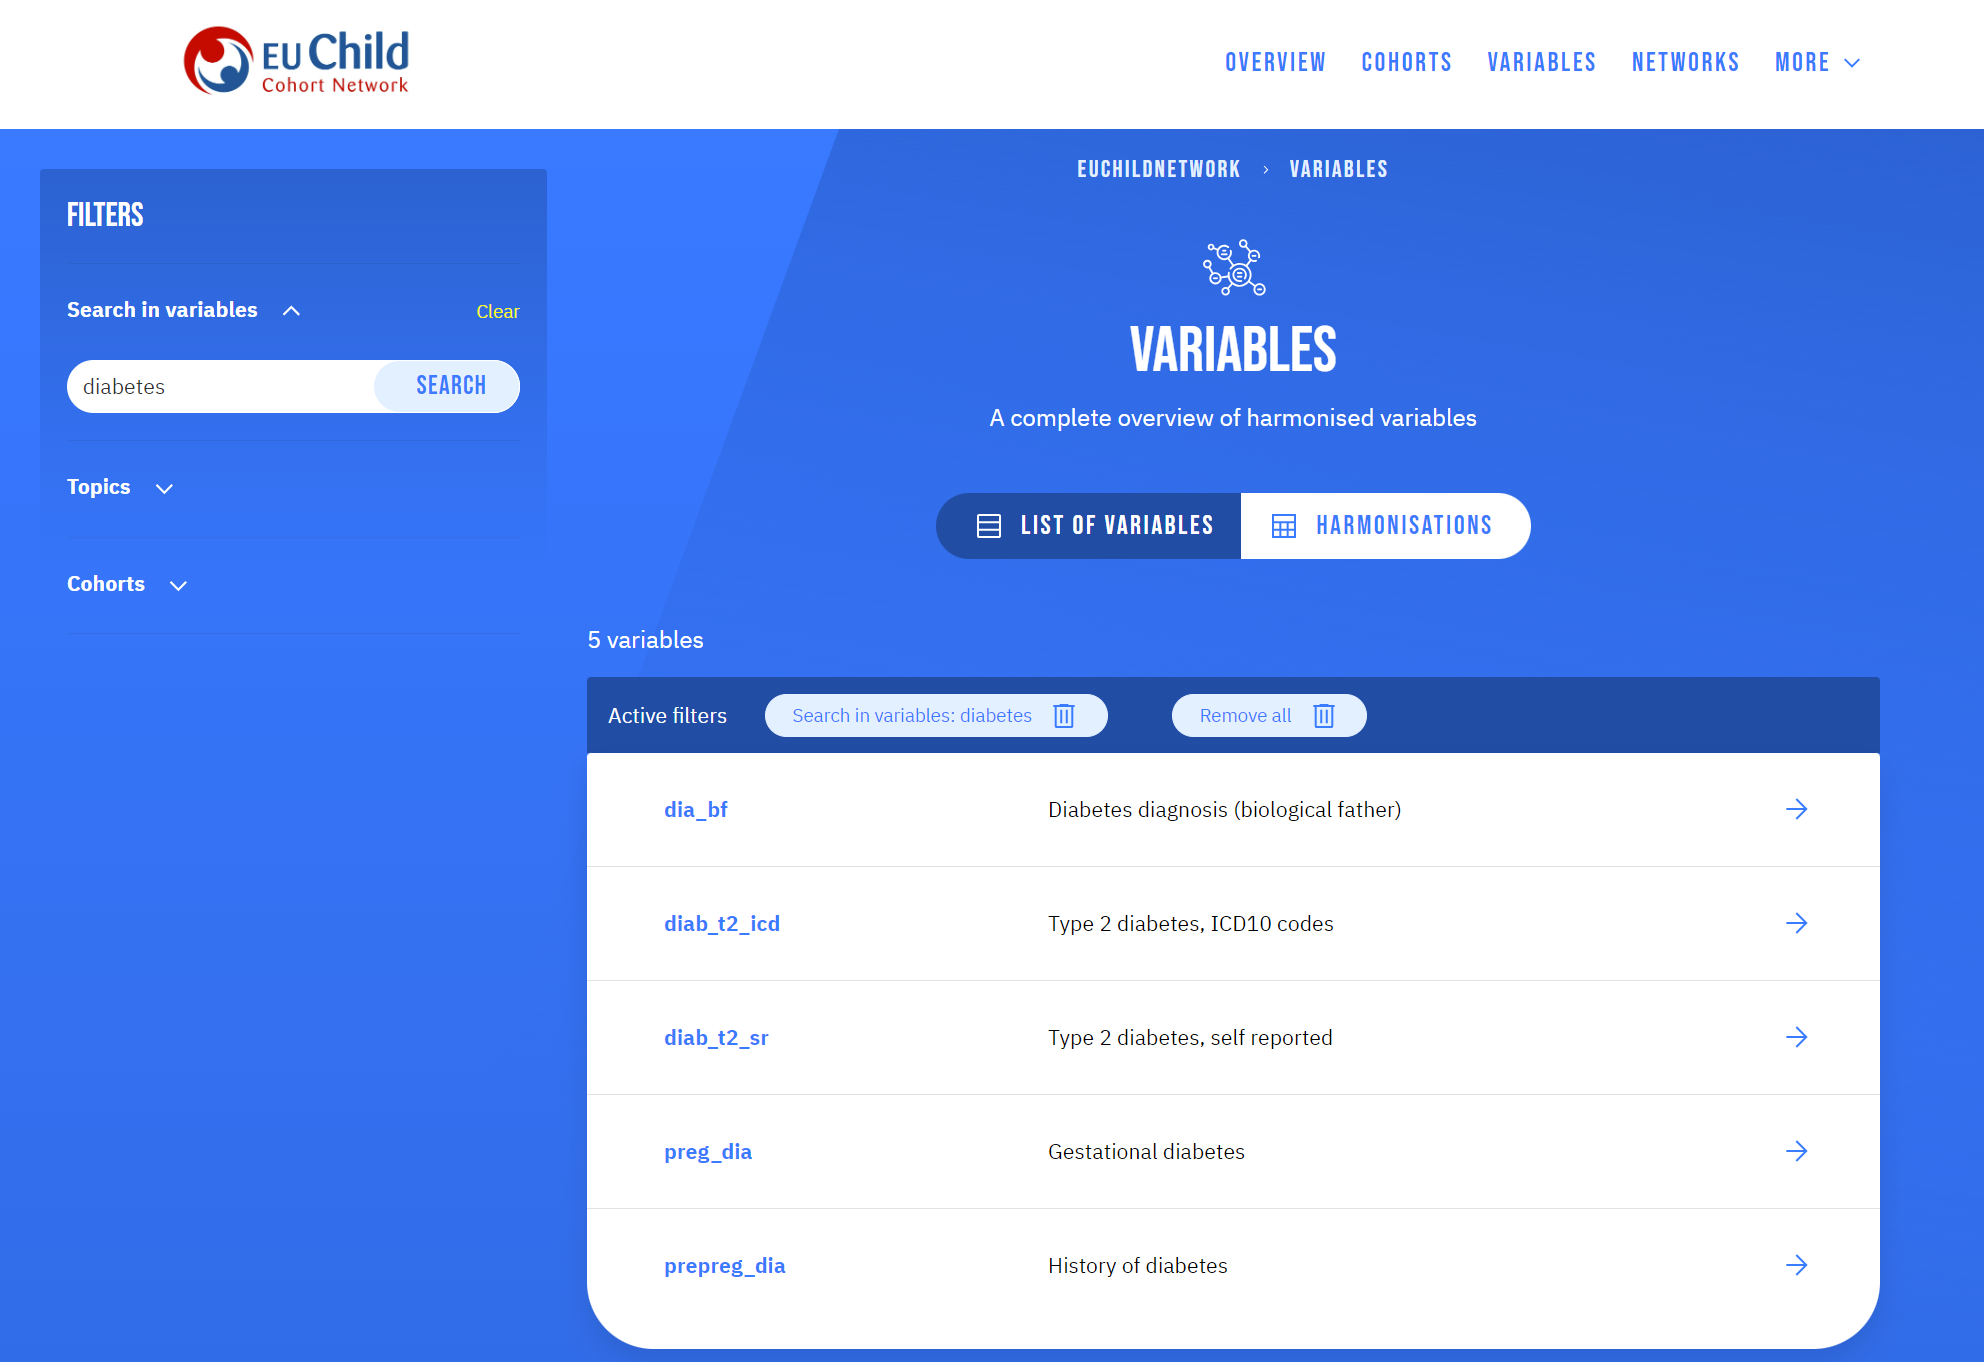 EU Child
Cohort Network
OVERVIEW COHORTS VARIABLES NETWORKS MORE
EUCHILDNETWORK > VARIABLES
FILTERS
Search in variables
Clear
diabetes
SEARCH
Topics
Cohorts
VARIABLES
A complete overview of harmonised variables
LIST OF VARIABLES
HARMONISATIONS
5 variables
Active filters
Search in variables: diabetes
Remove all
dia_bf Diabetes diagnosis (biological father)
diab_t2_icd Type 2 diabetes, ICD10 codes
diab_t2_sr Type 2 diabetes, self reported
preg_dia Gestational diabetes
prepreg_dia History of diabetes